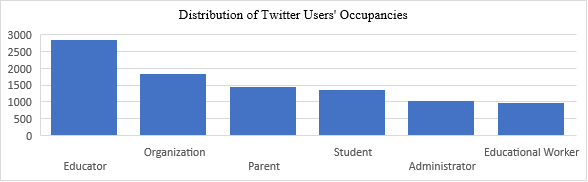 Distribution of Twitter Users' Occupancies
3000
2500
2000
1500
1000
500
0
Educator
Organization
Parent
Student
Administrator
Educational Worker